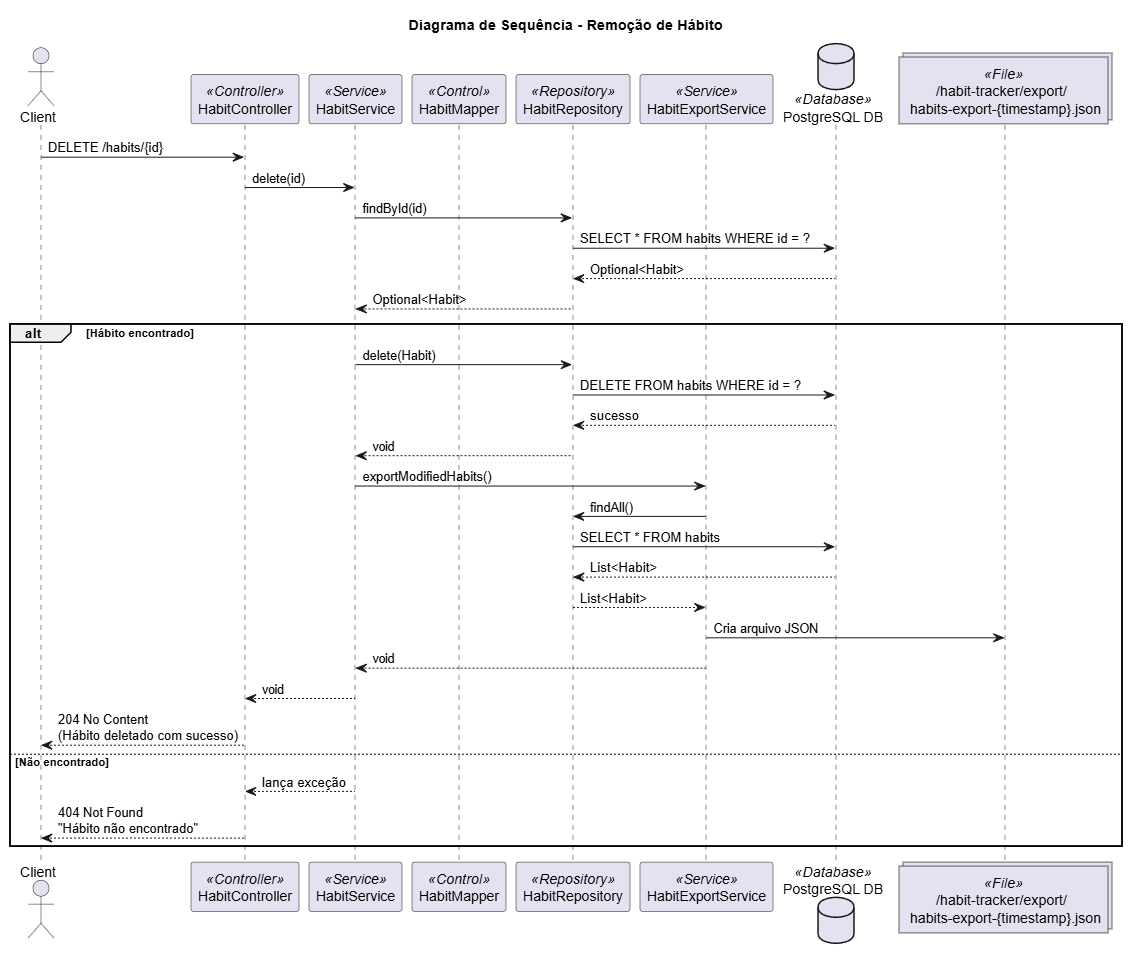 Diagrama de Sequência - Remoção de Hábito
Client
«Controller»
HabitController
«Service»
HabitService
«Control»
HabitMapper
«Repository»
HabitRepository
«Service»
HabitExportService
«Database»
PostgreSQL DB
«File»
/habit-tracker/export/
habits-export-{timestamp}.json
DELETE /habits/{id}
delete(id)
findById(id)
SELECT * FROM habits WHERE id = ?
Optional<Habit>
Optional<Habit>
alt
[Hábito encontrado]
delete(Habit)
DELETE FROM habits WHERE id = ?
sucesso
void
exportModifiedHabits()
findAll()
SELECT * FROM habits
List<Habit>
List<Habit>
Cria arquivo JSON
void
void
204 No Content
(Hábito deletado com sucesso)
[Não encontrado]
lança exceção
404 Not Found
"Hábito não encontrado"
Client
«Controller»
HabitController
«Service»
HabitService
«Control»
HabitMapper
«Repository»
HabitRepository
«Service»
HabitExportService
«Database»
PostgreSQL DB
«File»
/habit-tracker/export/
habits-export-{timestamp}.json